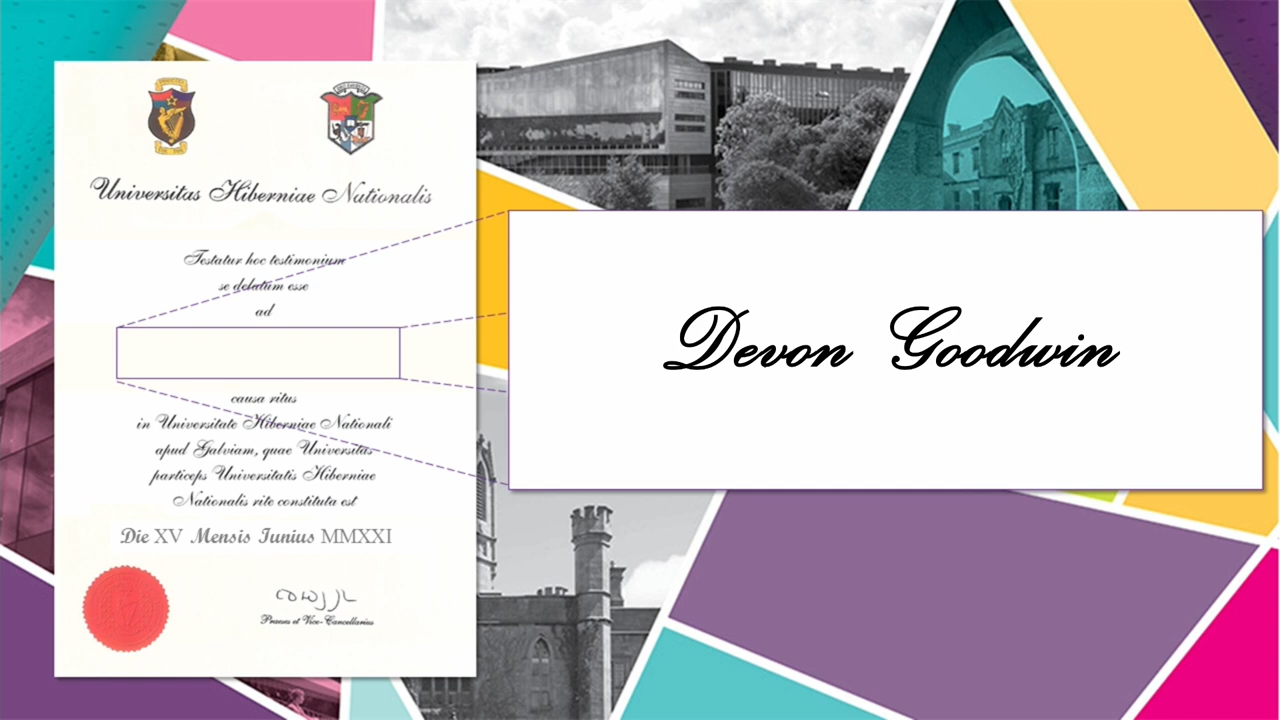 Universitas Hiberniae Nationalis
Testatur hoc testimonium
se delatum esse
ad
Devon Goodwin
causa ritus
in Universitate Hiberniae Nationali
apud Galviam, quae Universitas
particeps Universitatis Hiberniae
Nationalis rite constituta est
Die XV Mensis Iunius MMXXI
Praeses et Vice-Cancellarius